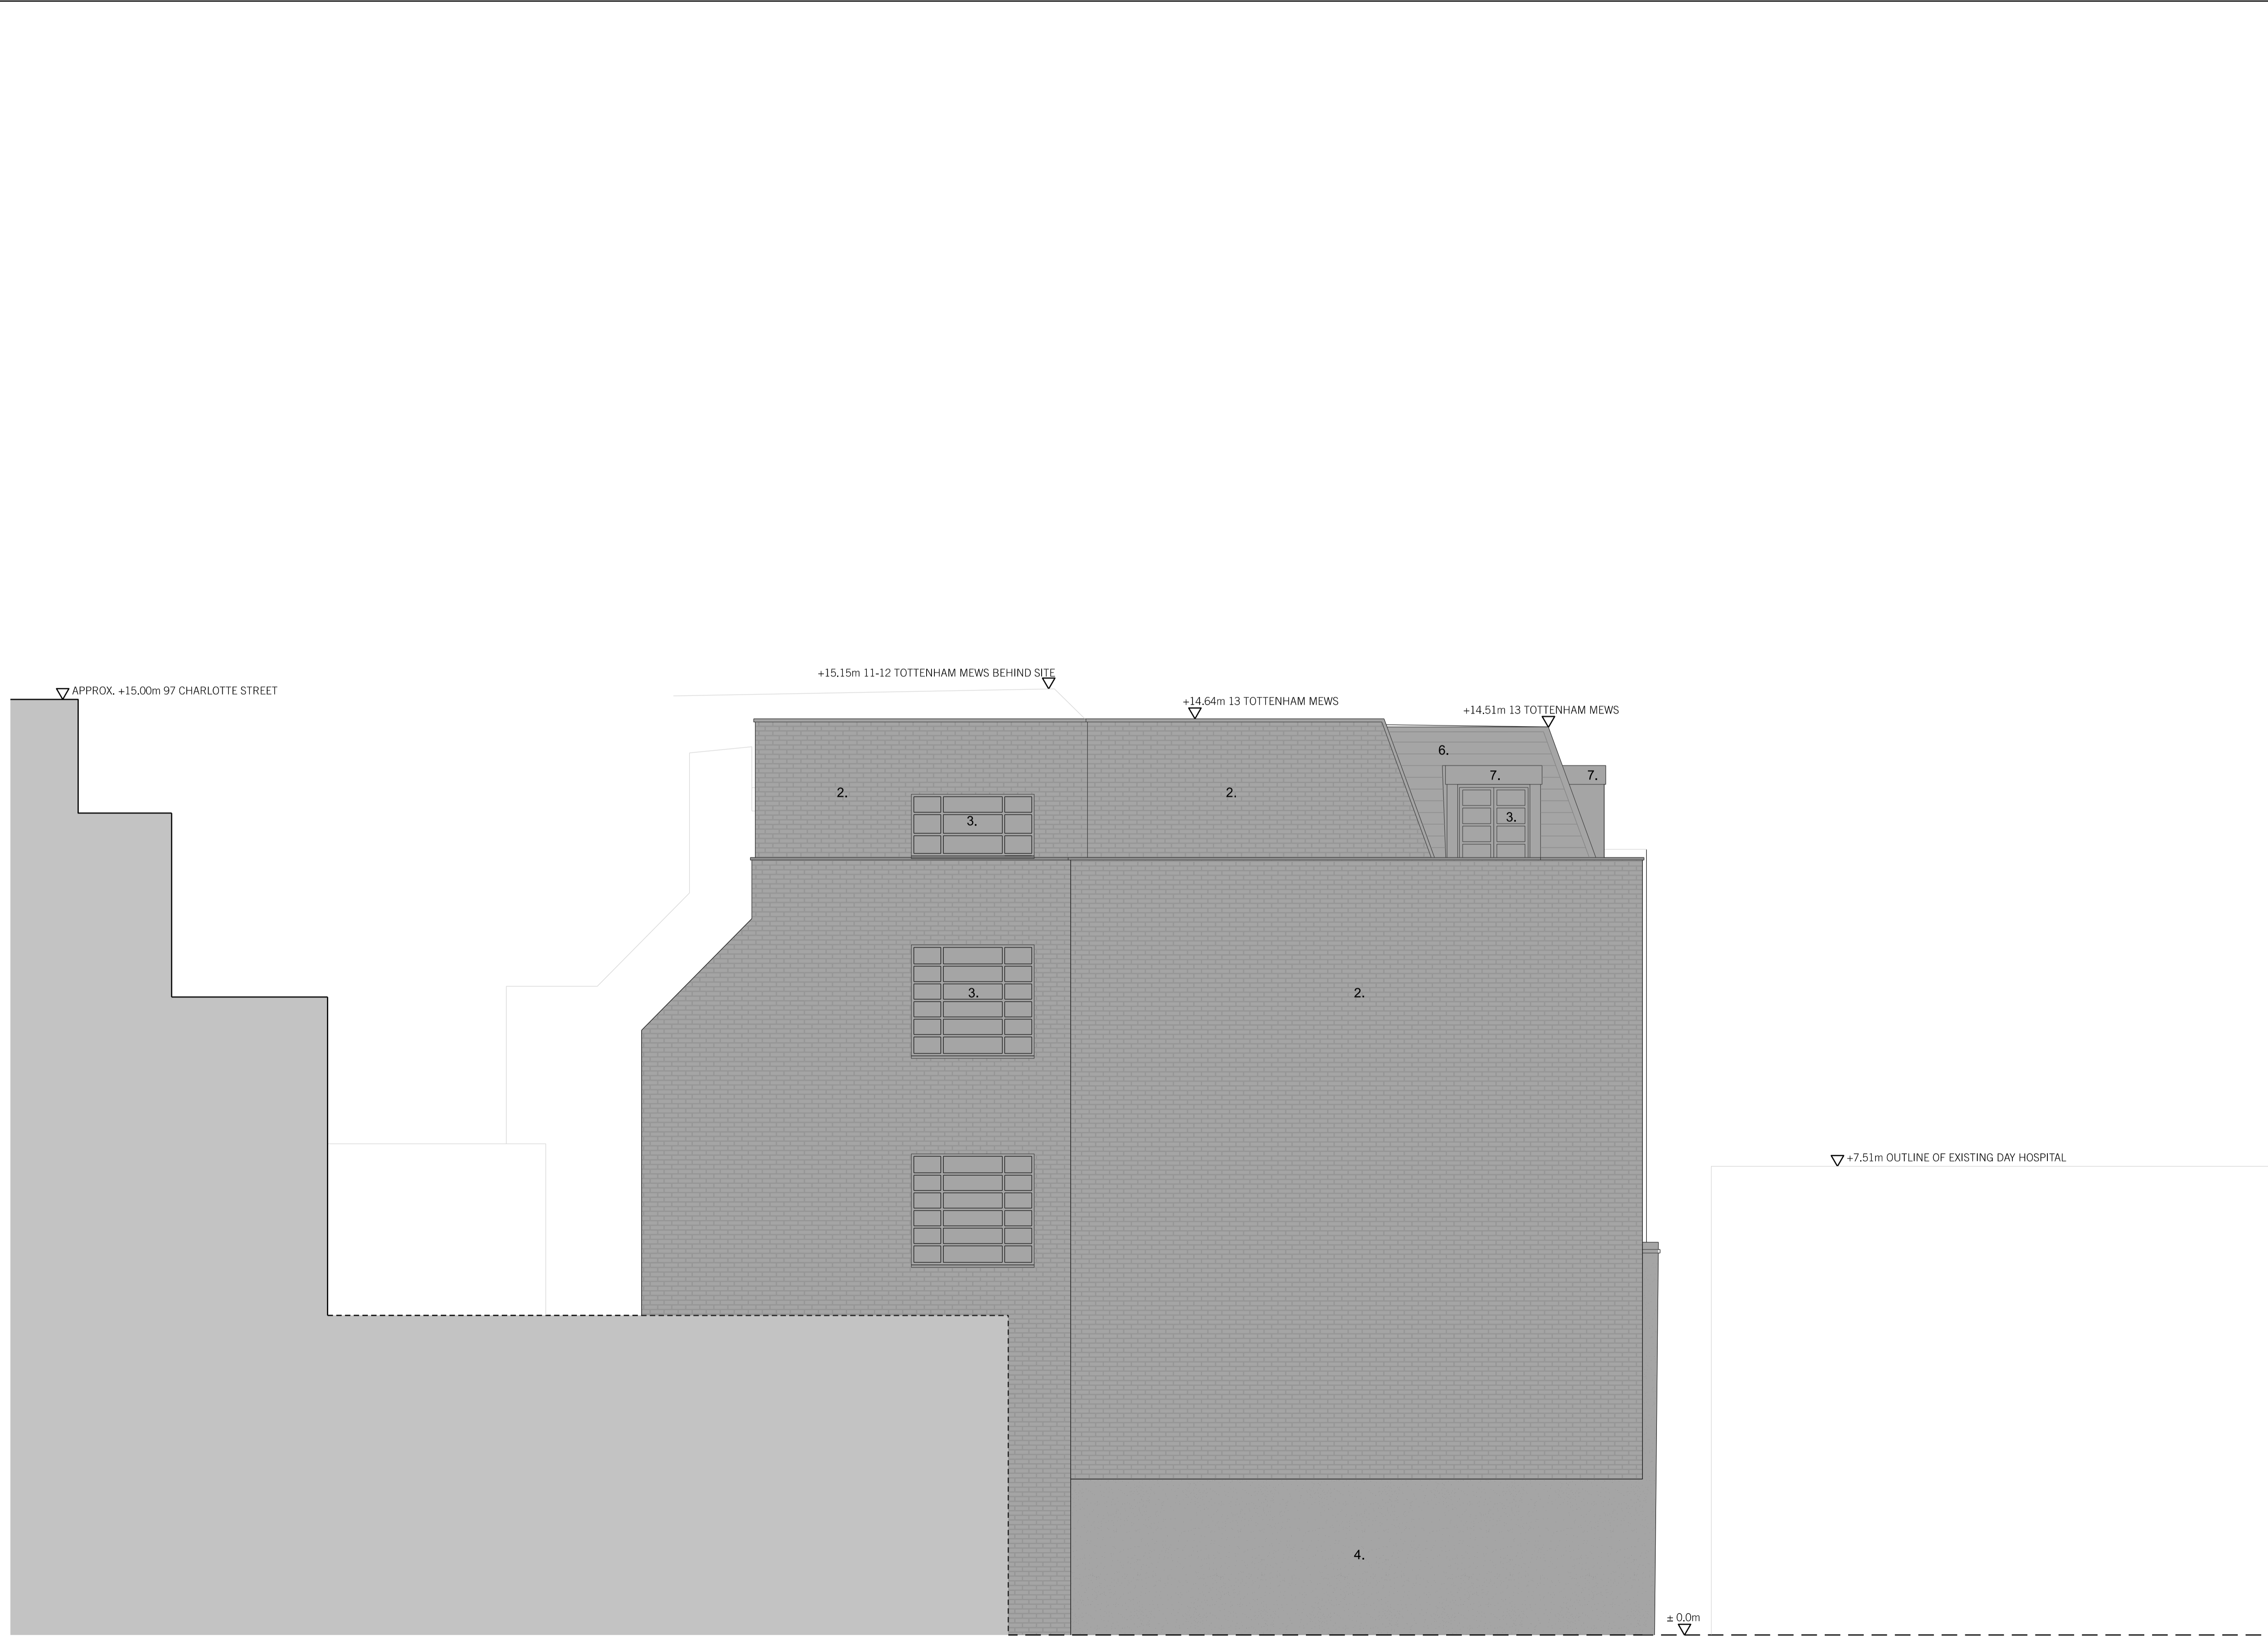 +15.15m 11-12 TOTTENHAM MEWS BEHIND SITE
APPROX. +15.00m 97 CHARLOTTE STREET
+14.64m 13 TOTTENHAM MEWS
+14.51m 13 TOTTENHAM MEWS
6.
7.
7.
2.
2.
3.
3.
3.
2.
+7.51m OUTLINE OF EXISTING DAY HOSPITAL
4.
± 0.0m